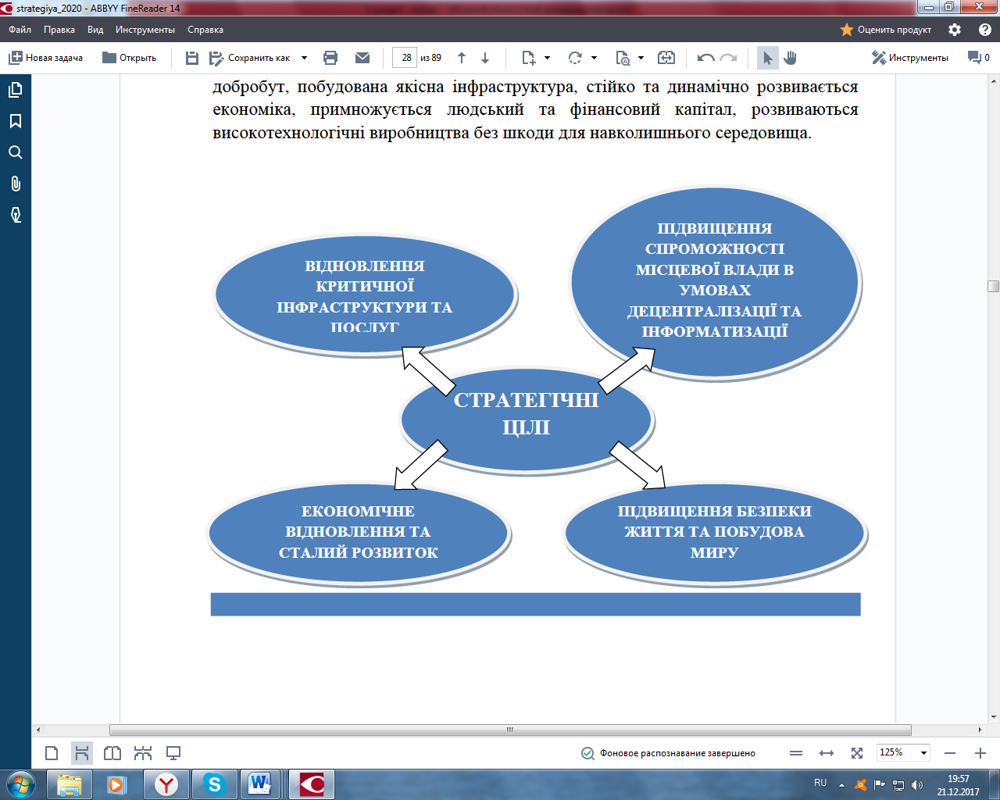 strategiya_2020 - ABBYY FineReader 14
Файл Правка Вид Инструменты Справка
Оценить продукт
Новая задача Открыть Сохранить как 28 из 89 Инструменты 0
добробут, побудована якісна інфраструктура, стійко та динамічно розвивається
економіка, примножується людський та фінансовий капітал, розвиваються
високотехнологічні виробництва без шкоди для навколишнього середовища.
ВІДНОВЛЕННЯ
КРИТИЧНОЇ
ІНФРАСТРУКТУРИ ТА
ПОСЛУГ
ПІДВИЩЕННЯ
СПРОМОЖНОСТІ
МІСЦЕВОЇ ВЛАДИ В
УМОВАХ
ДЕЦЕНТРАЛІЗАЦІЇ ТА
ІНФОРМАТИЗАЦІЇ
СТРАТЕГІЧНІ
ЦІЛІ
ЕКОНОМІЧНЕ
ВІДНОВЛЕННЯ ТА
СТАЛИЙ РОЗВИТОК
ПІДВИЩЕННЯ БЕЗПЕКИ
ЖИТТЯ ТА ПОБУДОВА
МИРУ
Фоновое распознавание завершено
125%
RU
19:57
21.12.2017